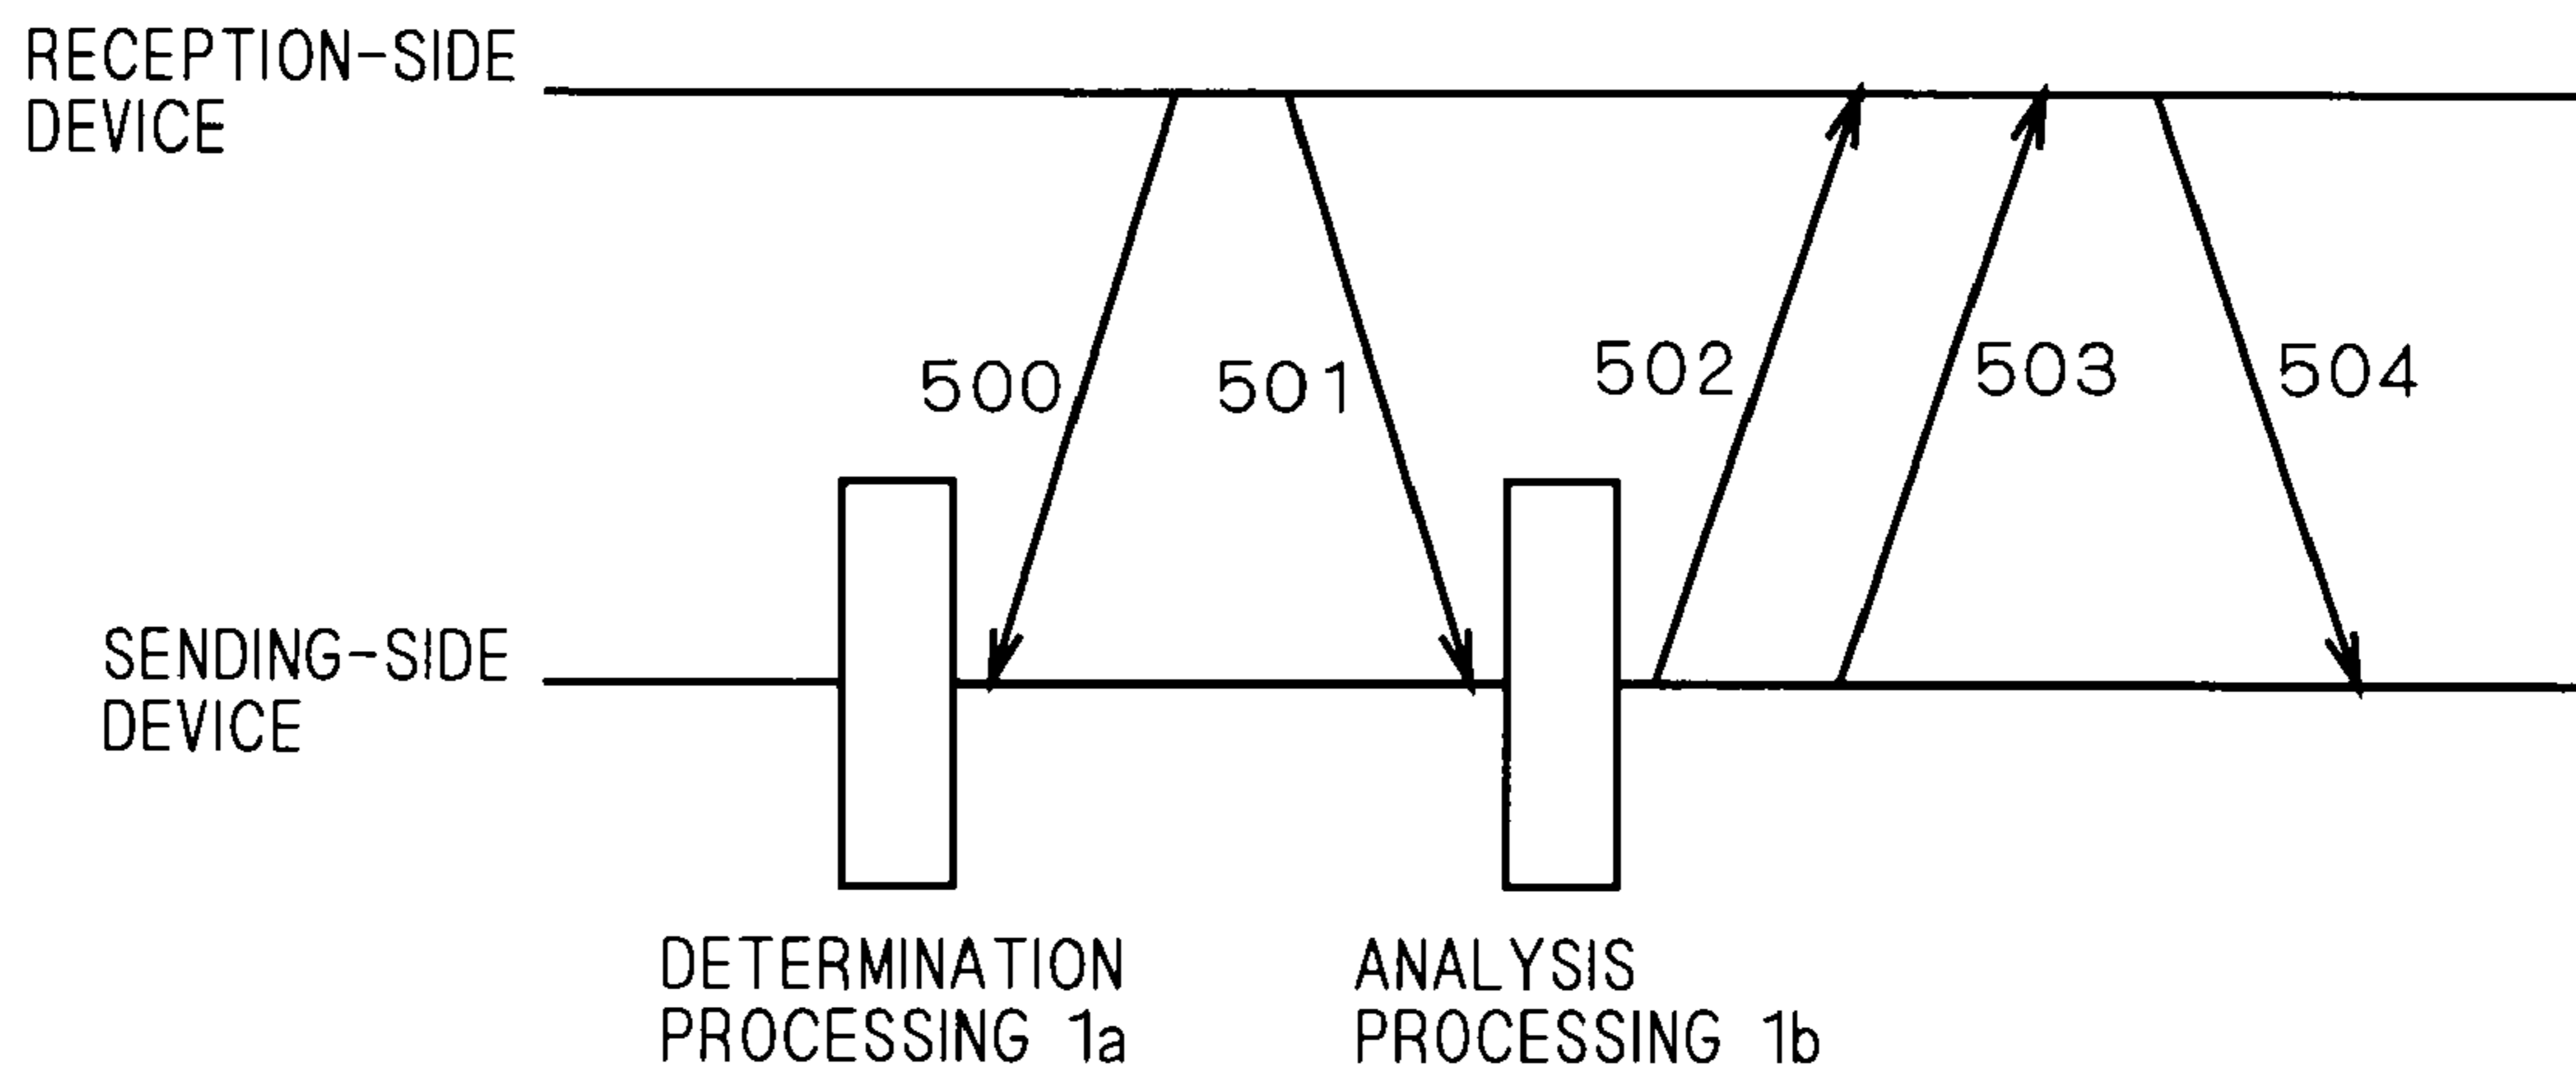 RECEPTION-SIDE
DEVICE
500
501
502
503
504
SENDING-SIDE
DEVICE
DETERMINATION
PROCESSING 1a
ANALYSIS
PROCESSING 1b